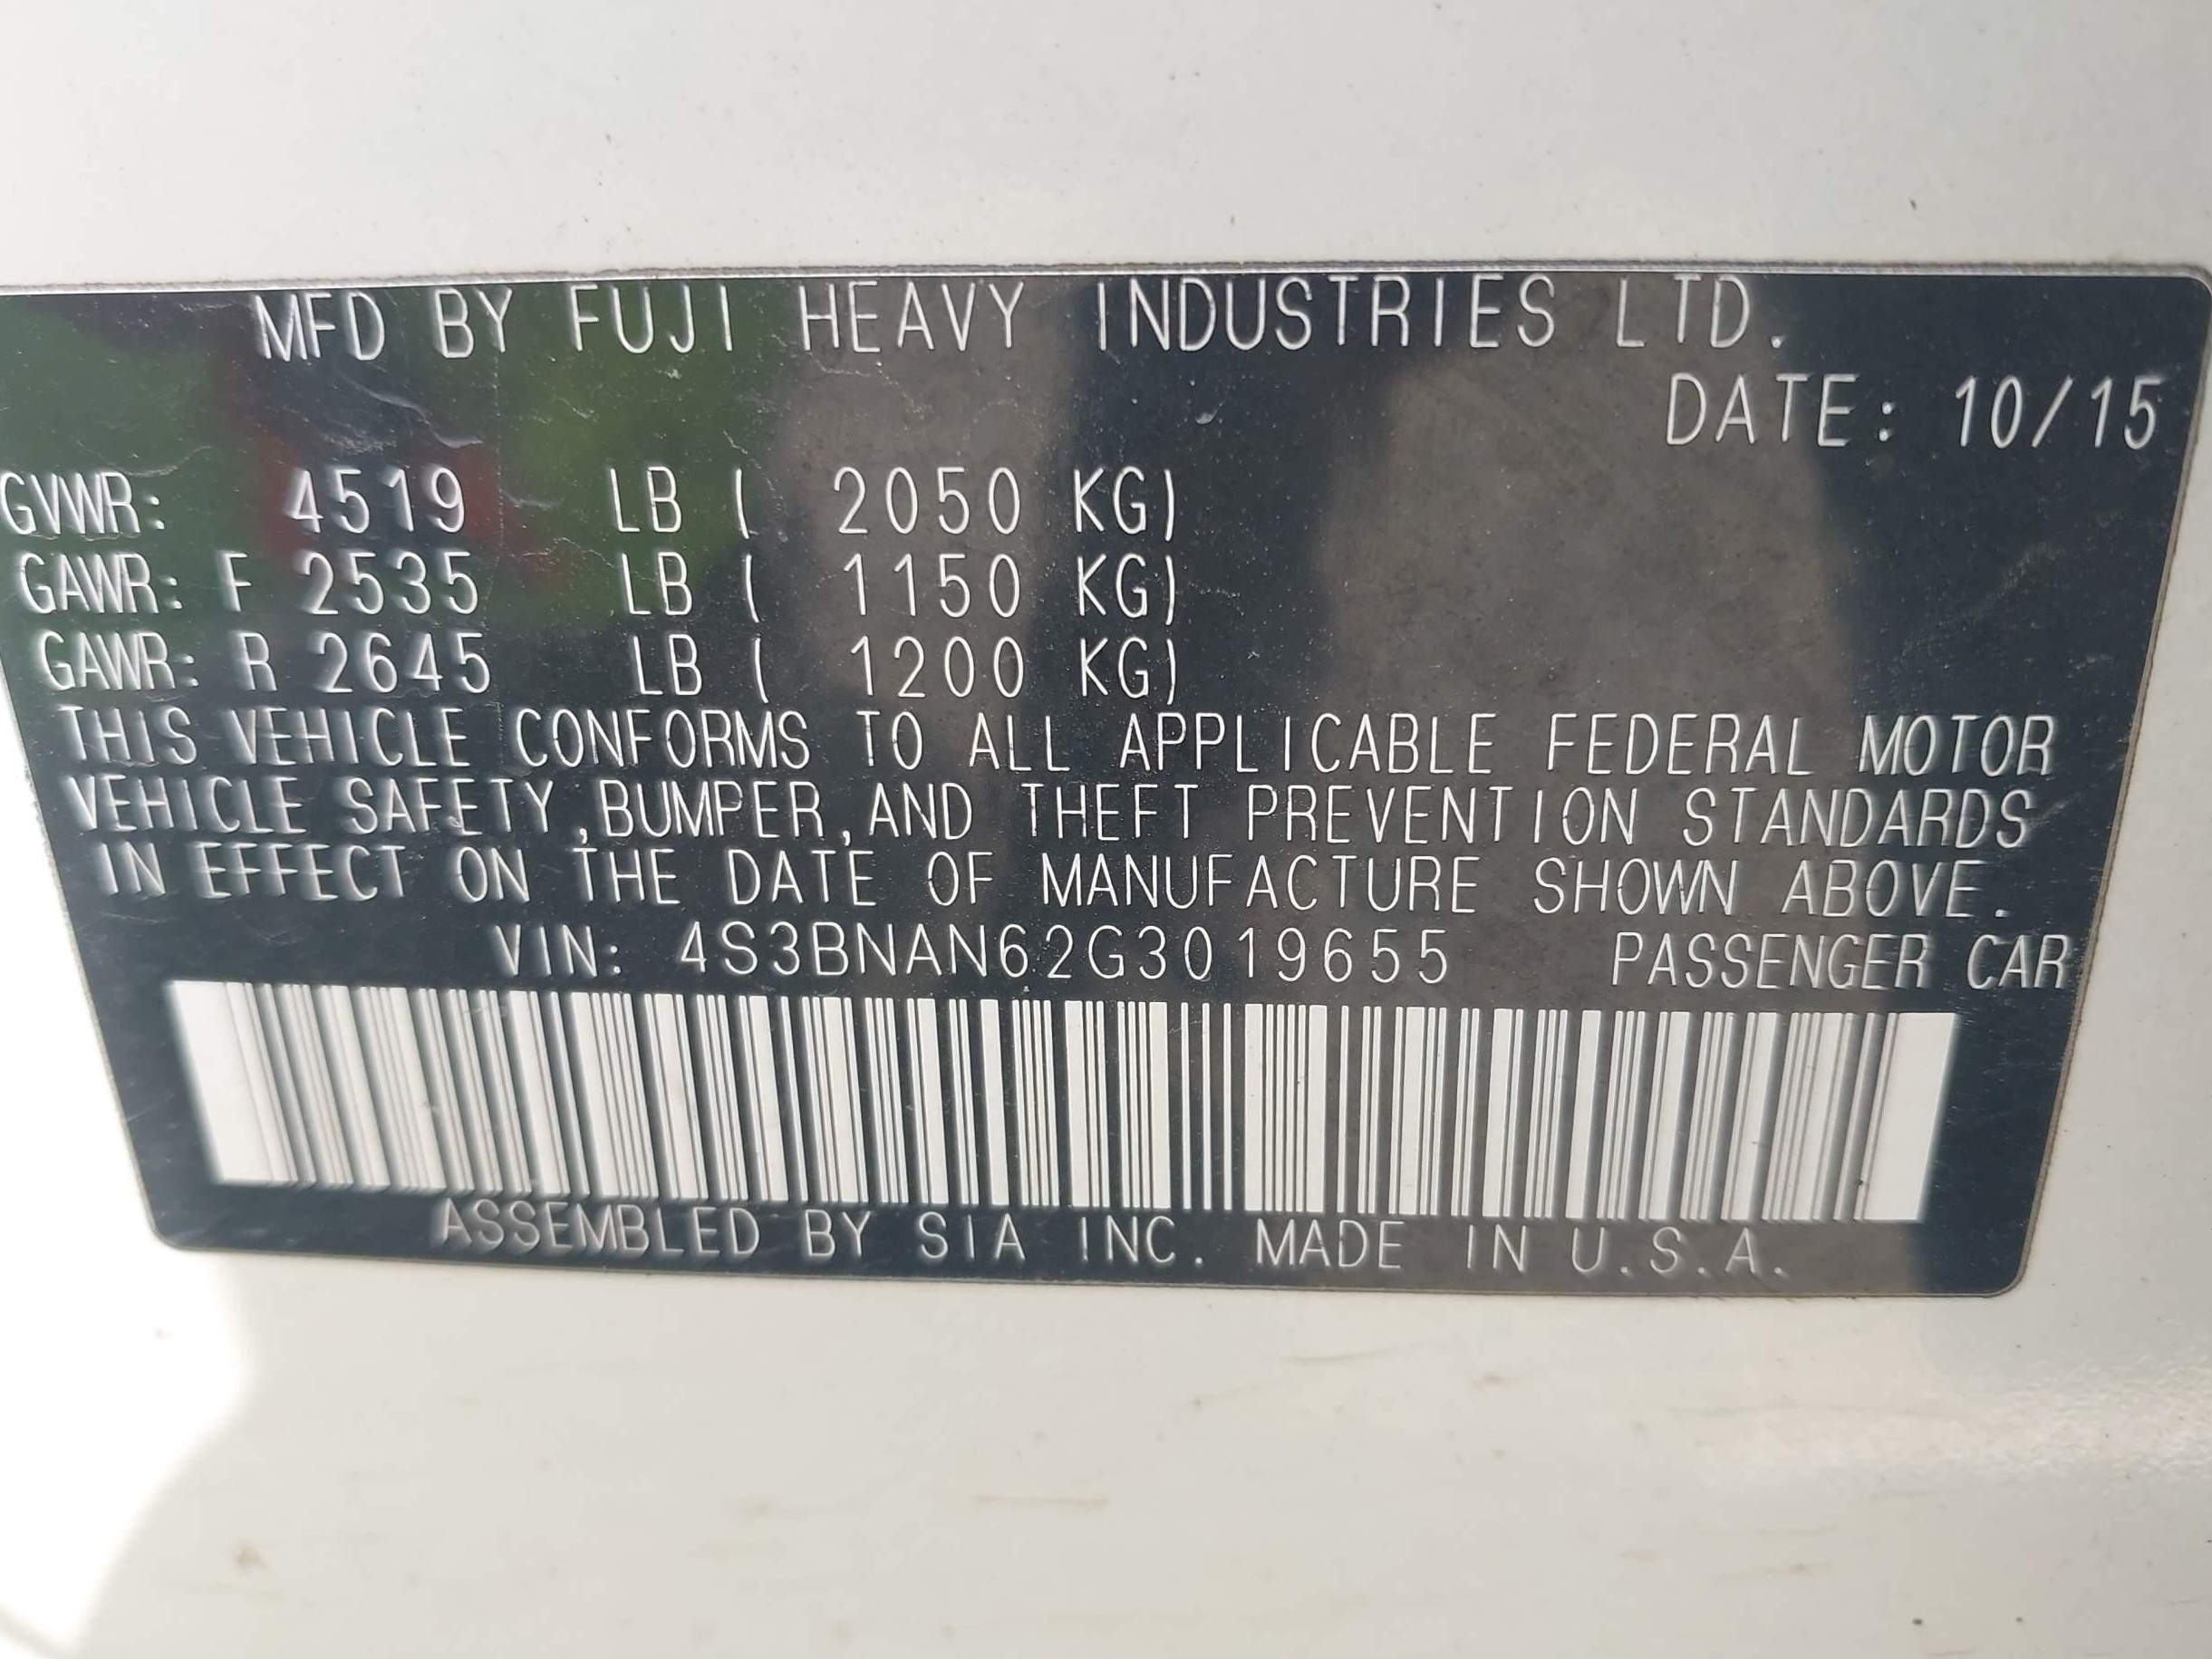 MFD BY FUJI HEAVY INDUSTRIES LTD.
DATE: 10/15
GVWR: 4519 LB ( 2050 KG)
GAWR: F 2535 LB ( 1150 KG)
GAWR: R 2645 LB ( 1200 KG)
THIS VEHICLE CONFORMS TO ALL APPLICABLE FEDERAL MOTOR
VEHICLE SAFETY,BUMPER,AND THEFT PREVENTION STANDARDS
IN EFFECT ON THE DATE OF MANUFACTURE SHOWN ABOVE.
VIN: 4S3BNAN62G3019655 PASSENGER CAR
ASSEMBLED BY SIA INC. MADE IN U.S.A.